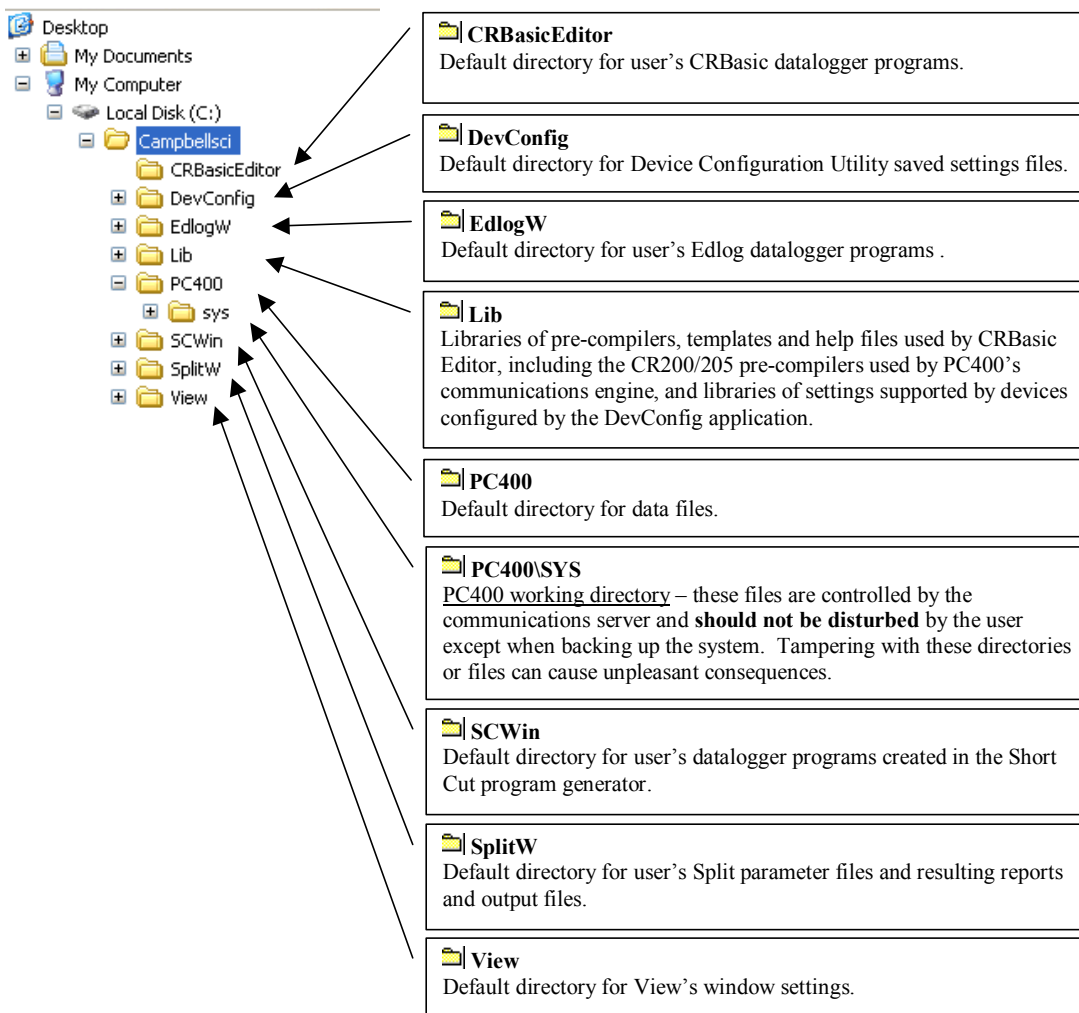 Desktop
My Documents
My Computer
Local Disk (C:)
Campbellsci
CRBasicEditor
DevConfig
EdlogW
Lib
PC400
sys
SCWin
SplitW
View
CRBasicEditor
Default directory for user's CRBasic datalogger programs.
DevConfig
Default directory for Device Configuration Utility saved settings files.
EdlogW
Default directory for user's Edlog datalogger programs .
Lib
Libraries of pre-compilers, templates and help files used by CRBasic
Editor, including the CR200/205 pre-compilers used by PC400's
communications engine, and libraries of settings supported by devices
configured by the DevConfig application.
PC400
Default directory for data files.
PC400\SYS
PC400 working directory – these files are controlled by the
communications server and should not be disturbed by the user
except when backing up the system.  Tampering with these directories
or files can cause unpleasant consequences.
SCWin
Default directory for user's datalogger programs created in the Short
Cut program generator.
SplitW
Default directory for user's Split parameter files and resulting reports
and output files.
View
Default directory for View's window settings.